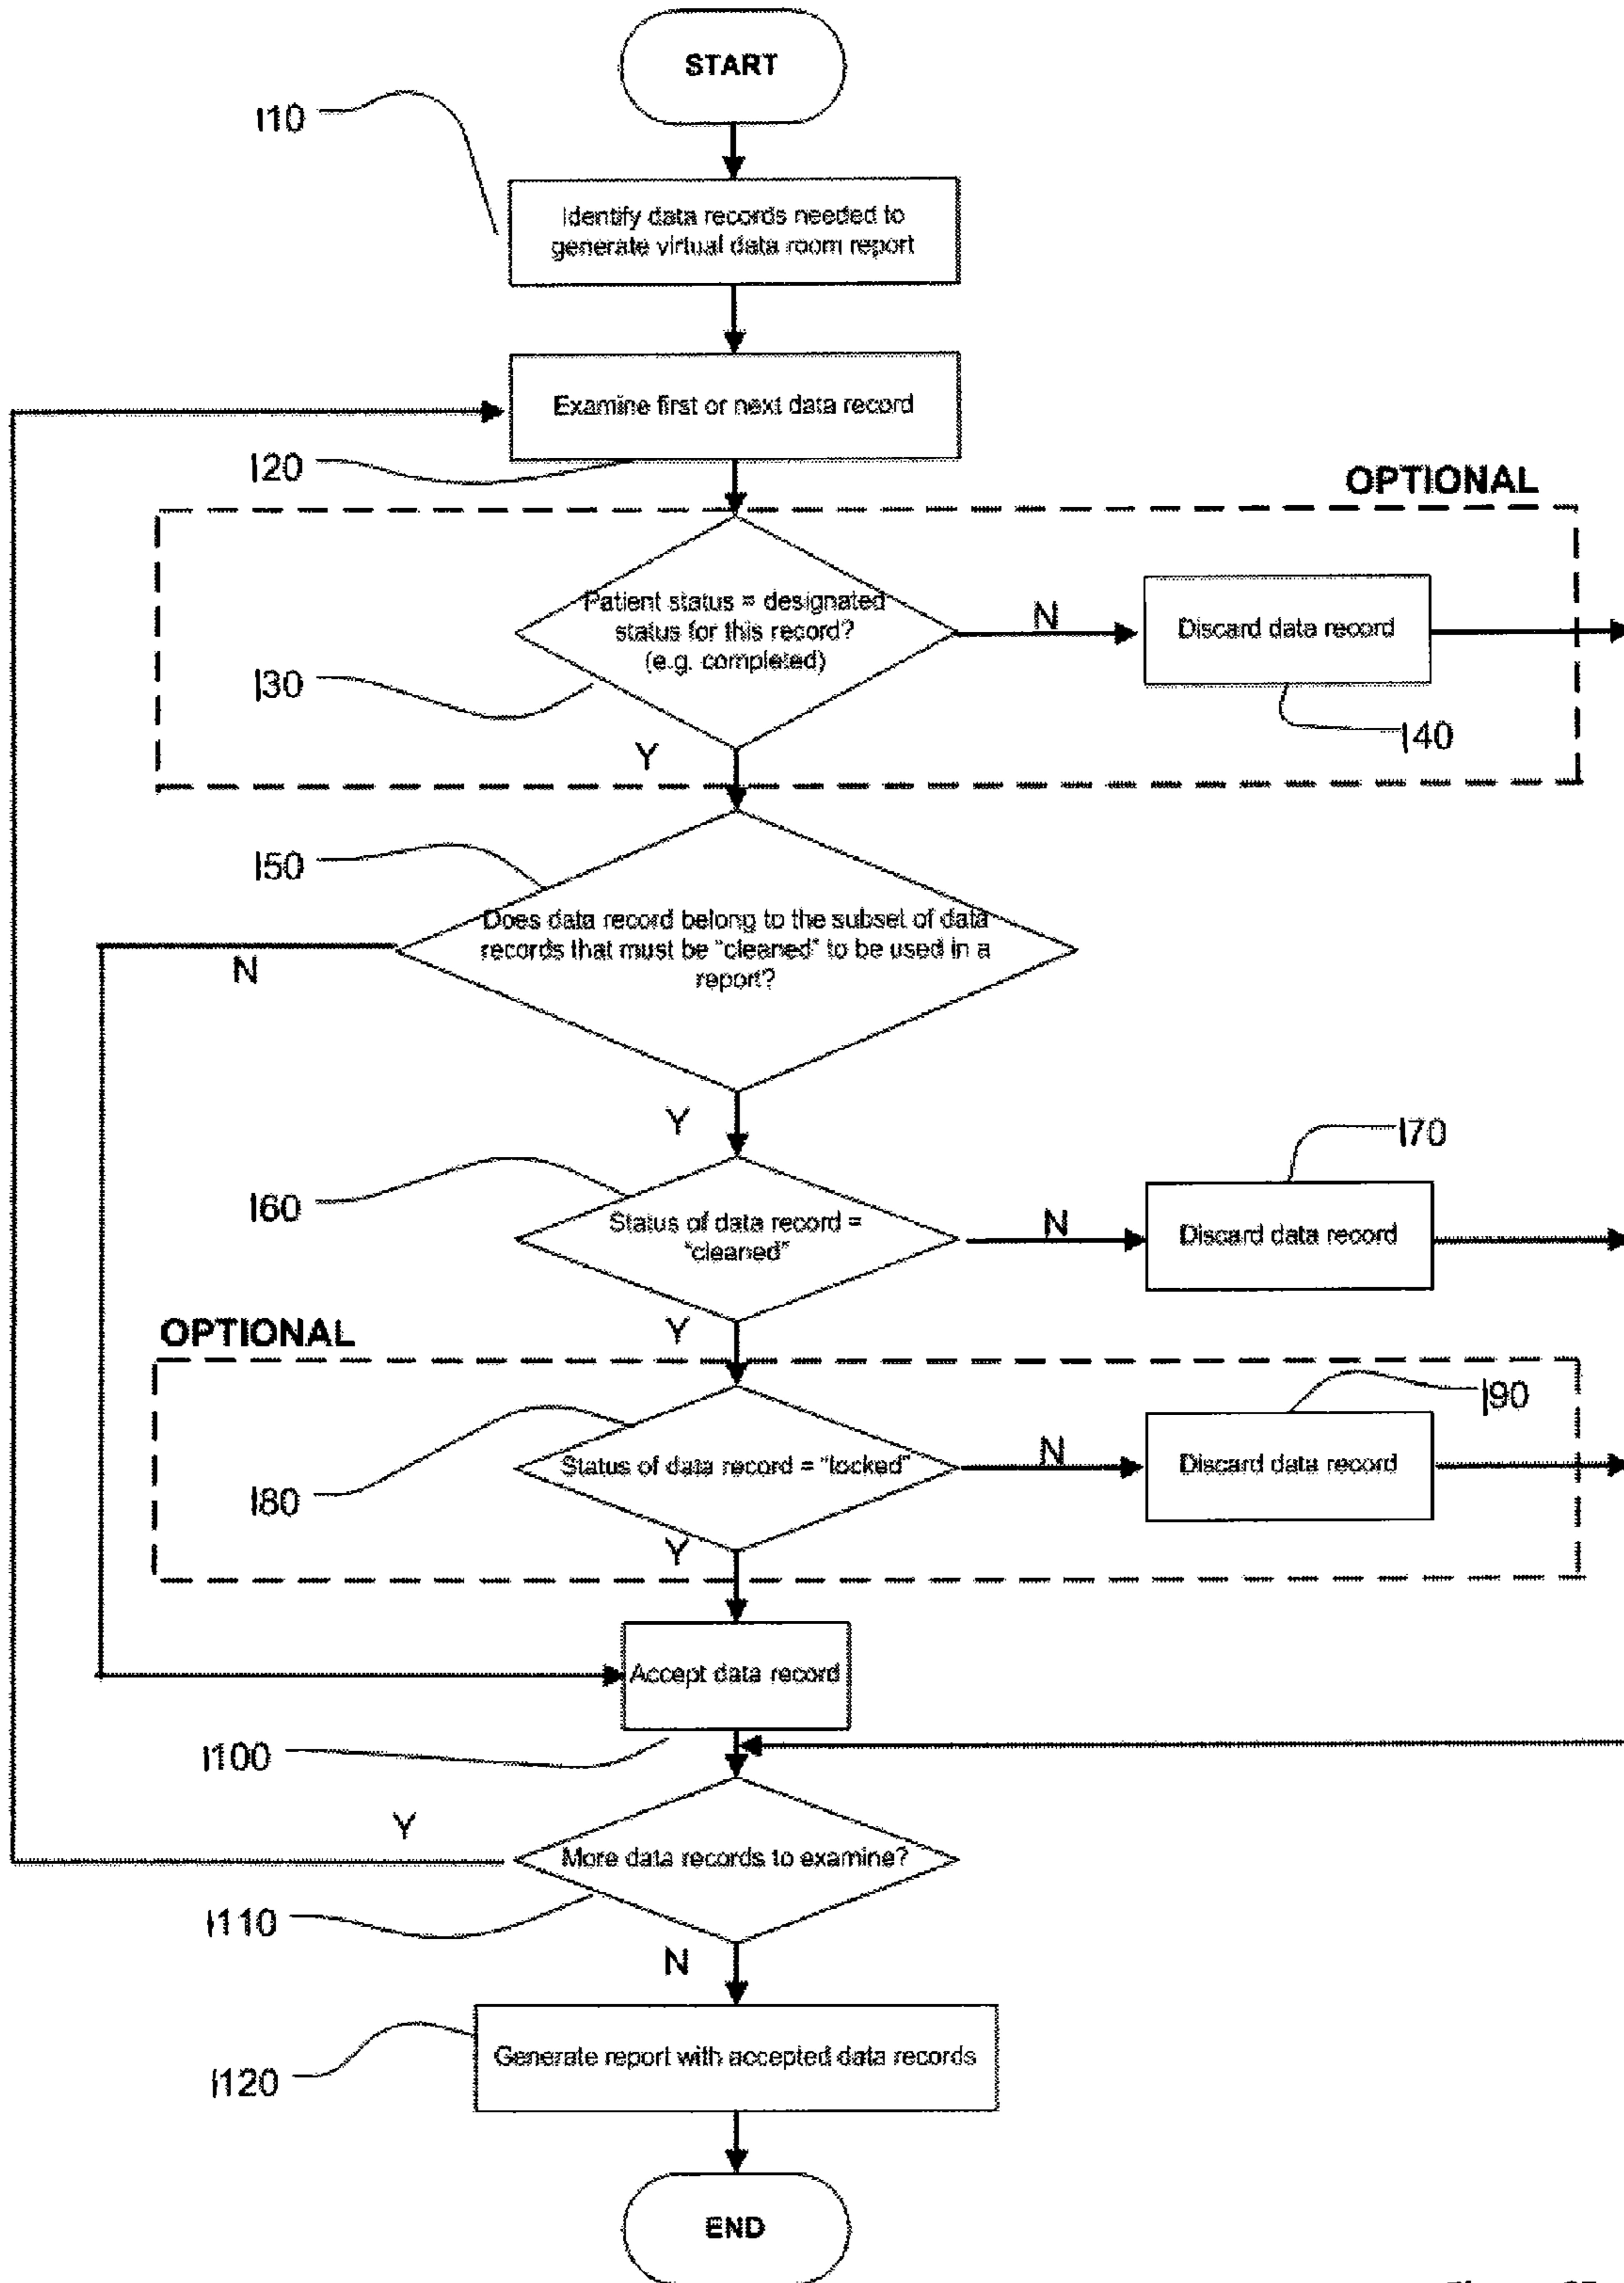 START
I10
Identify data records needed to
generate virtual data room report
Examine first or next data record
I20
OPTIONAL
Patient status = designated
status for this record?
(e.g. completed)
N
Discard data record
I30
I40
Y
I50
Does data record belong to the subset of data
records that must be "cleaned" to be used in a
report?
N
Y
I70
I60
Status of data record =
"cleaned"
N
Discard data record
Y
OPTIONAL
I90
Status of data record = "locked"
N
Discard data record
I80
Y
Accept data record
I100
Y
More data records to examine?
I110
N
Generate report with accepted data records
I120
END